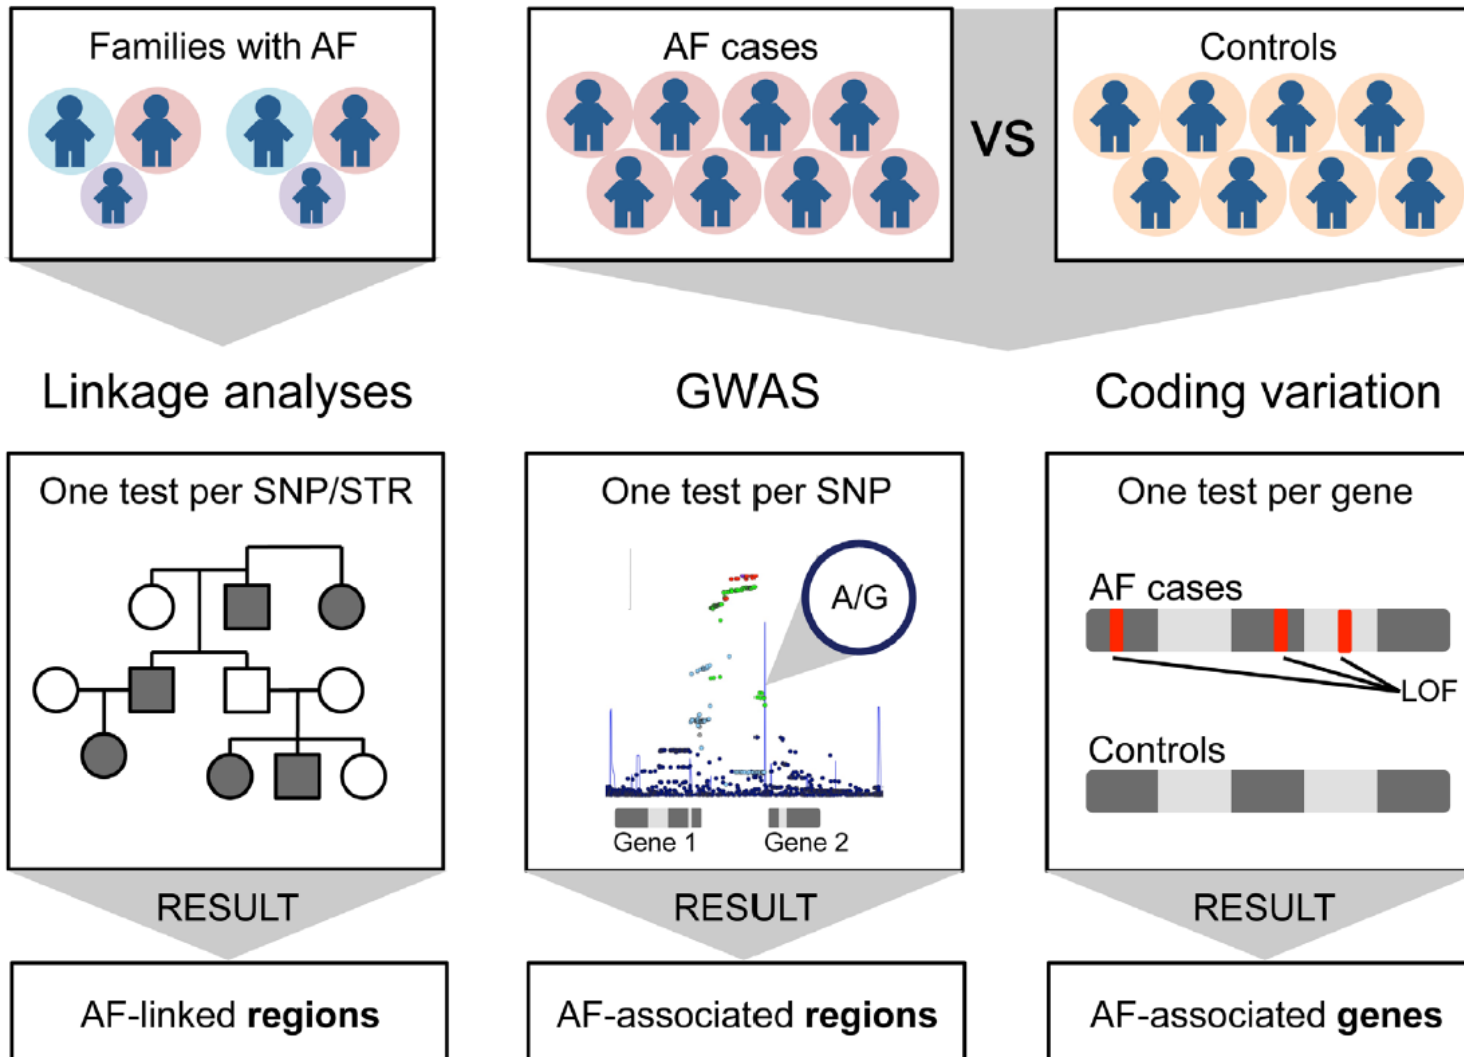 Families with AF
AF cases
vs
Controls
Linkage analyses
GWAS
Coding variation
One test per SNP/STR
One test per SNP
A/G
Gene 1
Gene 2
One test per gene
AF cases
LOF
Controls
RESULT
RESULT
RESULT
AF-linked regions
AF-associated regions
AF-associated genes